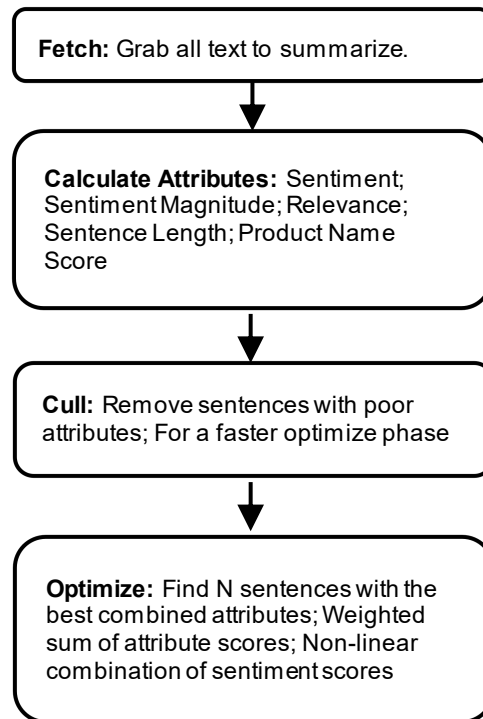 Fetch: Grab all text to summarize.
Calculate Attributes: Sentiment;
Sentiment Magnitude; Relevance;
Sentence Length; Product Name
Score
Cull: Remove sentences with poor
attributes; For a faster optimize phase
Optimize: Find N sentences with the
best combined attributes; Weighted
sum of attribute scores; Non-linear
combination of sentiment scores